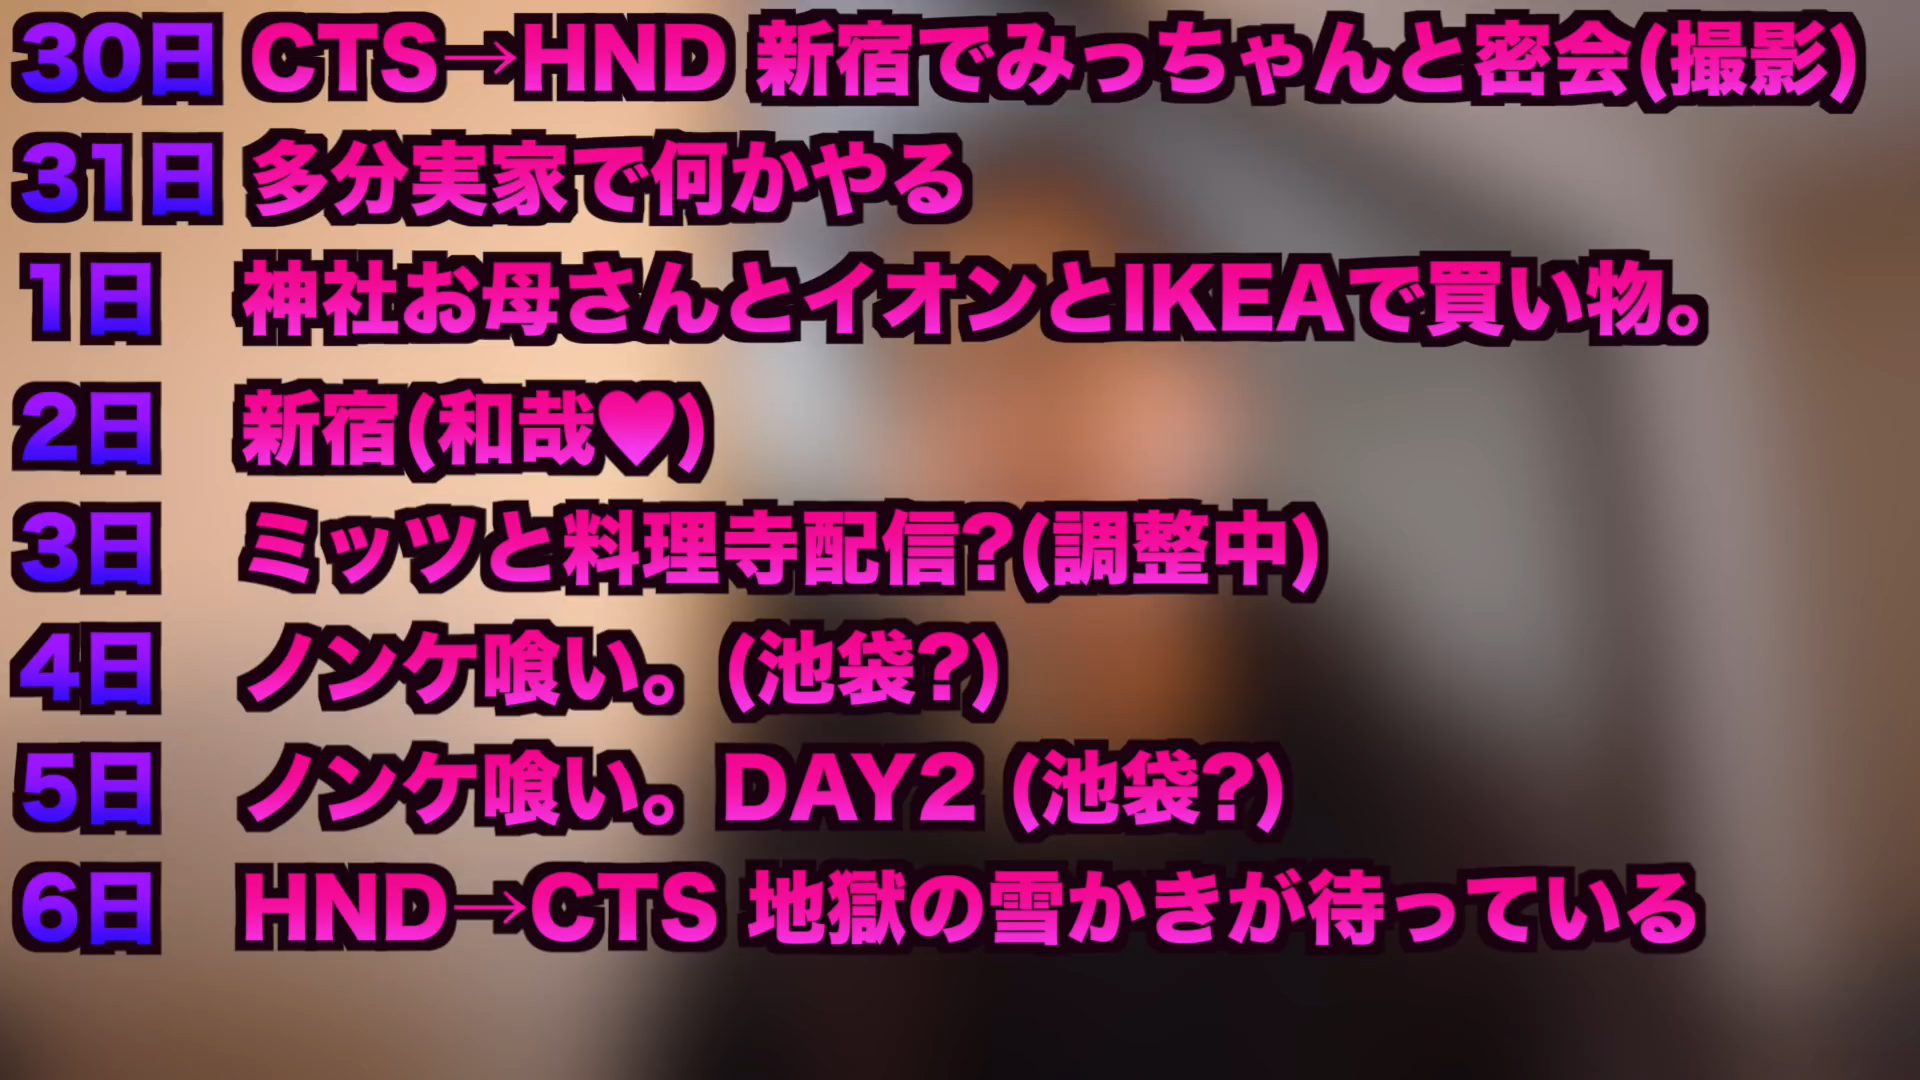 30日 CTS→HND 新宿でみっちゃんと密会(撮影)
31日 多分実家で何かやる
1日 神社お母さんとイオンとIKEAで買い物。
2日 新宿(和哉♥)
3日 ミッツと料理寺配信?(調整中)
4日 ノンケ喰い。(池袋?)
5日 ノンケ喰い。DAY2 (池袋?)
6日 HND→CTS 地獄の雪かきが待っている